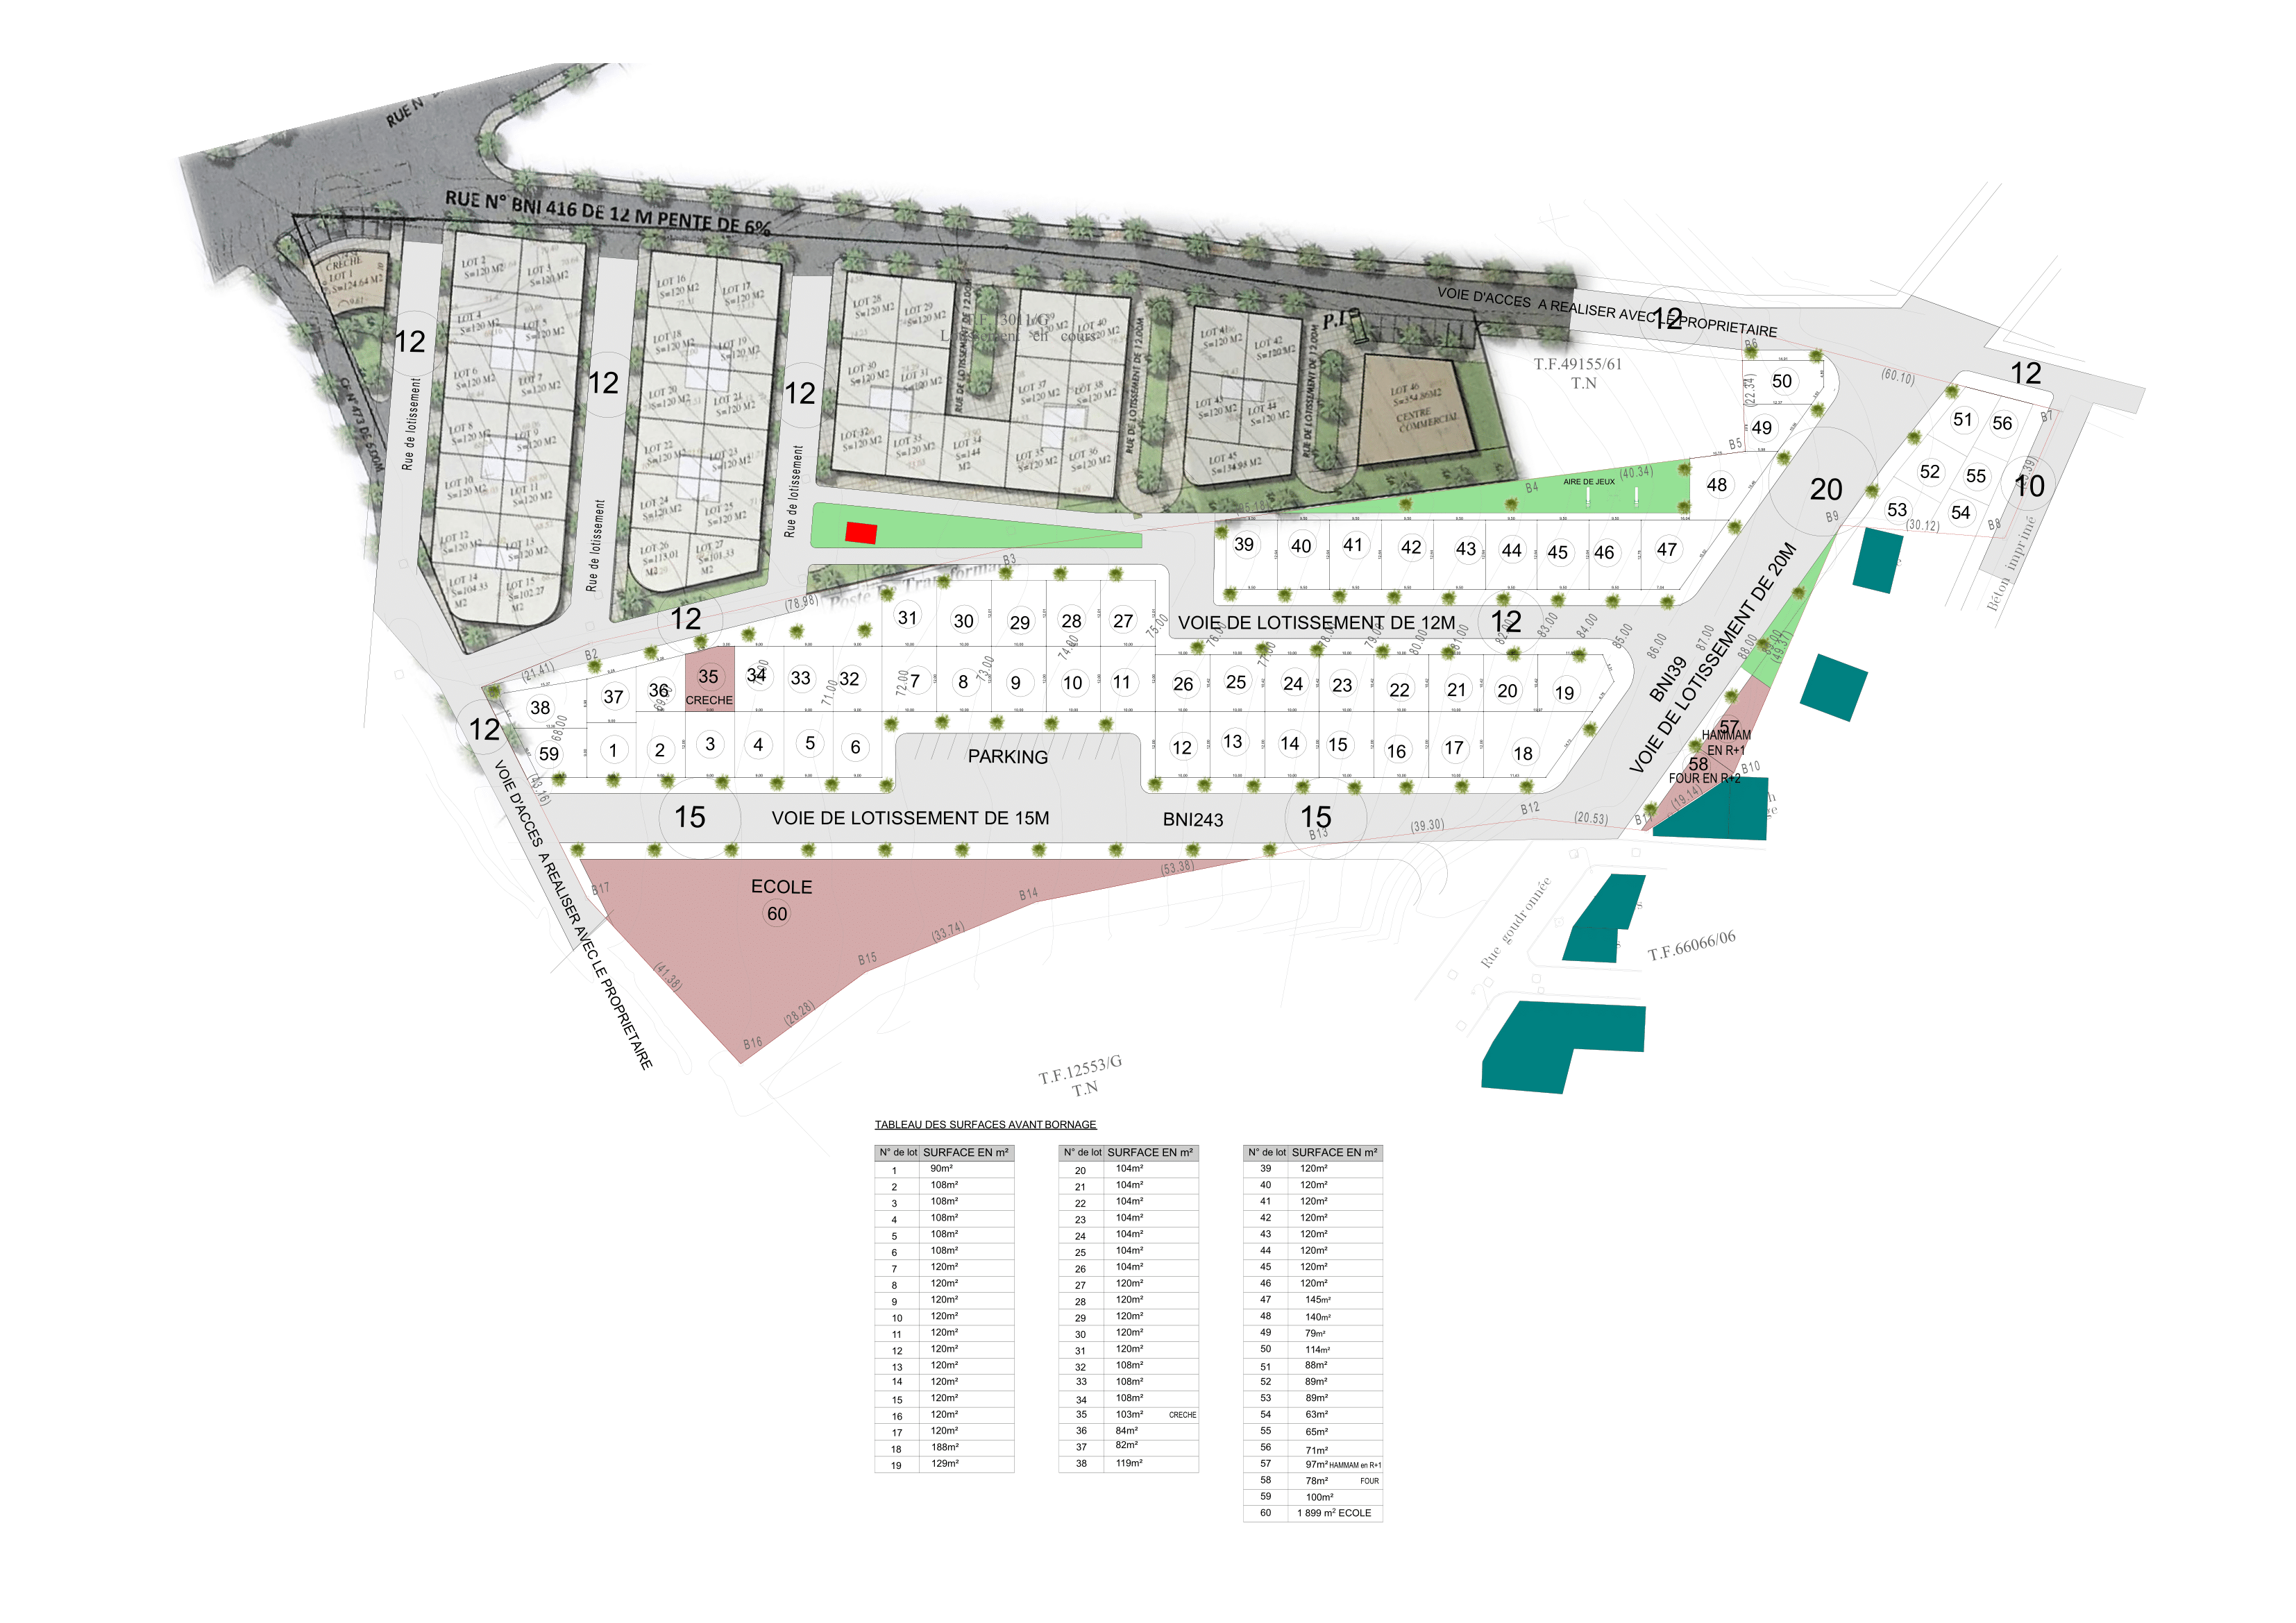 RUE N°
RUE N° BNI 416 DE 12 M PENTE DE 6%
CH N° 473 DE 6.00M
CRECHE
LOT 1
S=124.64 M2
LOT 2
S=120 M2
LOT 3
S=120 M2
LOT 4
S=120 M2
LOT 5
S=120 M2
LOT 6
S=120 M2
LOT 7
S=120 M2
LOT 8
S=120 M2
LOT 9
S=120 M2
LOT 10
S=120 M2
LOT 11
S=120 M2
LOT 12
S=120 M2
LOT 13
S=120 M2
LOT 14
S=104.33
M2
LOT 15
S=102.27
M2
LOT 16
S=120 M2
LOT 17
S=120 M2
LOT 18
S=120 M2
LOT 19
S=120 M2
LOT 20
S=120 M2
LOT 21
S=120 M2
LOT 22
S=120 M2
LOT 23
S=120 M2
LOT 24
S=120 M2
LOT 25
S=120 M2
LOT 26
S=113.01
M2
LOT 27
S=101.33
M2
LOT 28
S=120 M2
LOT 29
S=120 M2
LOT 30
S=120 M2
LOT 31
S=120 M2
LOT 32
S=120 M2
LOT 33
S=120 M2
LOT 34
S=144
M2
LOT 35
S=120 M2
LOT 36
S=120 M2
LOT 37
S=120 M2
LOT 38
S=120 M2
LOT 40
S=120 M2
LOT 41
S=120 M2
LOT 42
S=120 M2
LOT 43
S=120 M2
LOT 44
S=120 M2
LOT 45
S=134.98 M2
LOT 46
S=354.86M2
CENTRE
COMMERCIAL
RUE DE LOTISSEMENT DE 12.00M
RUE DE LOTISSEMENT DE 12.00M
RUE DE LOTISSEMENT DE 12.00M
en cours
12
Rue de lotissement
12
Rue de lotissement
12
Rue de lotissement
12
VOIE D'ACCES A REALISER AVEC LE PROPRIETAIRE
12
T.F.49155/61
T.N
12
10
20
B2
B3
B4
B5
B6
B7
B8
B9
B10
B12
B13
B14
B15
B16
B17
(21.41)
(78.98)
(40.34)
(22.34)
(60.10)
(30.12)
(19.14)
(20.53)
(39.30)
(53.38)
(33.74)
(28.28)
(41.38)
(43.16)
AIRE DE JEUX
50
49
48
51
56
52
55
53
54
Béton imprimé
39
40
41
42
43
44
45
46
47
VOIE DE LOTISSEMENT DE 12M
12
31
30
29
28
27
38
37
36
35
CRECHE
34
33
32
7
8
9
10
11
26
25
24
23
22
21
20
19
59
1
2
3
4
5
6
12
13
14
15
16
17
18
68.00
71.00
72.00
73.00
74.00
75.00
76.00
79.00
80.00
81.00
83.00
84.00
85.00
86.00
87.00
88.00
PARKING
BNI39
VOIE DE LOTISSEMENT DE 20M
57
HAMMAM
EN R+1
58
FOUR EN R+2
12
VOIE D'ACCES A REALISER AVEC LE PROPRIETAIRE
15
VOIE DE LOTISSEMENT DE 15M
BNI243
15
ECOLE
60
Rue goudronnée
T.F.66066/06
T.F.12553/G
T.N
TABLEAU DES SURFACES AVANT BORNAGE
N° de lot SURFACE EN m²
1 90m²
2 108m²
3 108m²
4 108m²
5 108m²
6 108m²
7 120m²
8 120m²
9 120m²
10 120m²
11 120m²
12 120m²
13 120m²
14 120m²
15 120m²
16 120m²
17 120m²
18 188m²
19 129m²
N° de lot SURFACE EN m²
20 104m²
21 104m²
22 104m²
23 104m²
24 104m²
25 104m²
26 104m²
27 120m²
28 120m²
29 120m²
30 120m²
31 120m²
32 108m²
33 108m²
34 108m²
35 103m² CRECHE
36 84m²
37 82m²
38 119m²
N° de lot SURFACE EN m²
39 120m²
40 120m²
41 120m²
42 120m²
43 120m²
44 120m²
45 120m²
46 120m²
47 145m²
48 140m²
49 79m²
50 114m²
51 88m²
52 89m²
53 89m²
54 63m²
55 65m²
56 71m²
57 97m² HAMMAM en R+1
58 78m² FOUR
59 100m²
60 1 899 m² ECOLE